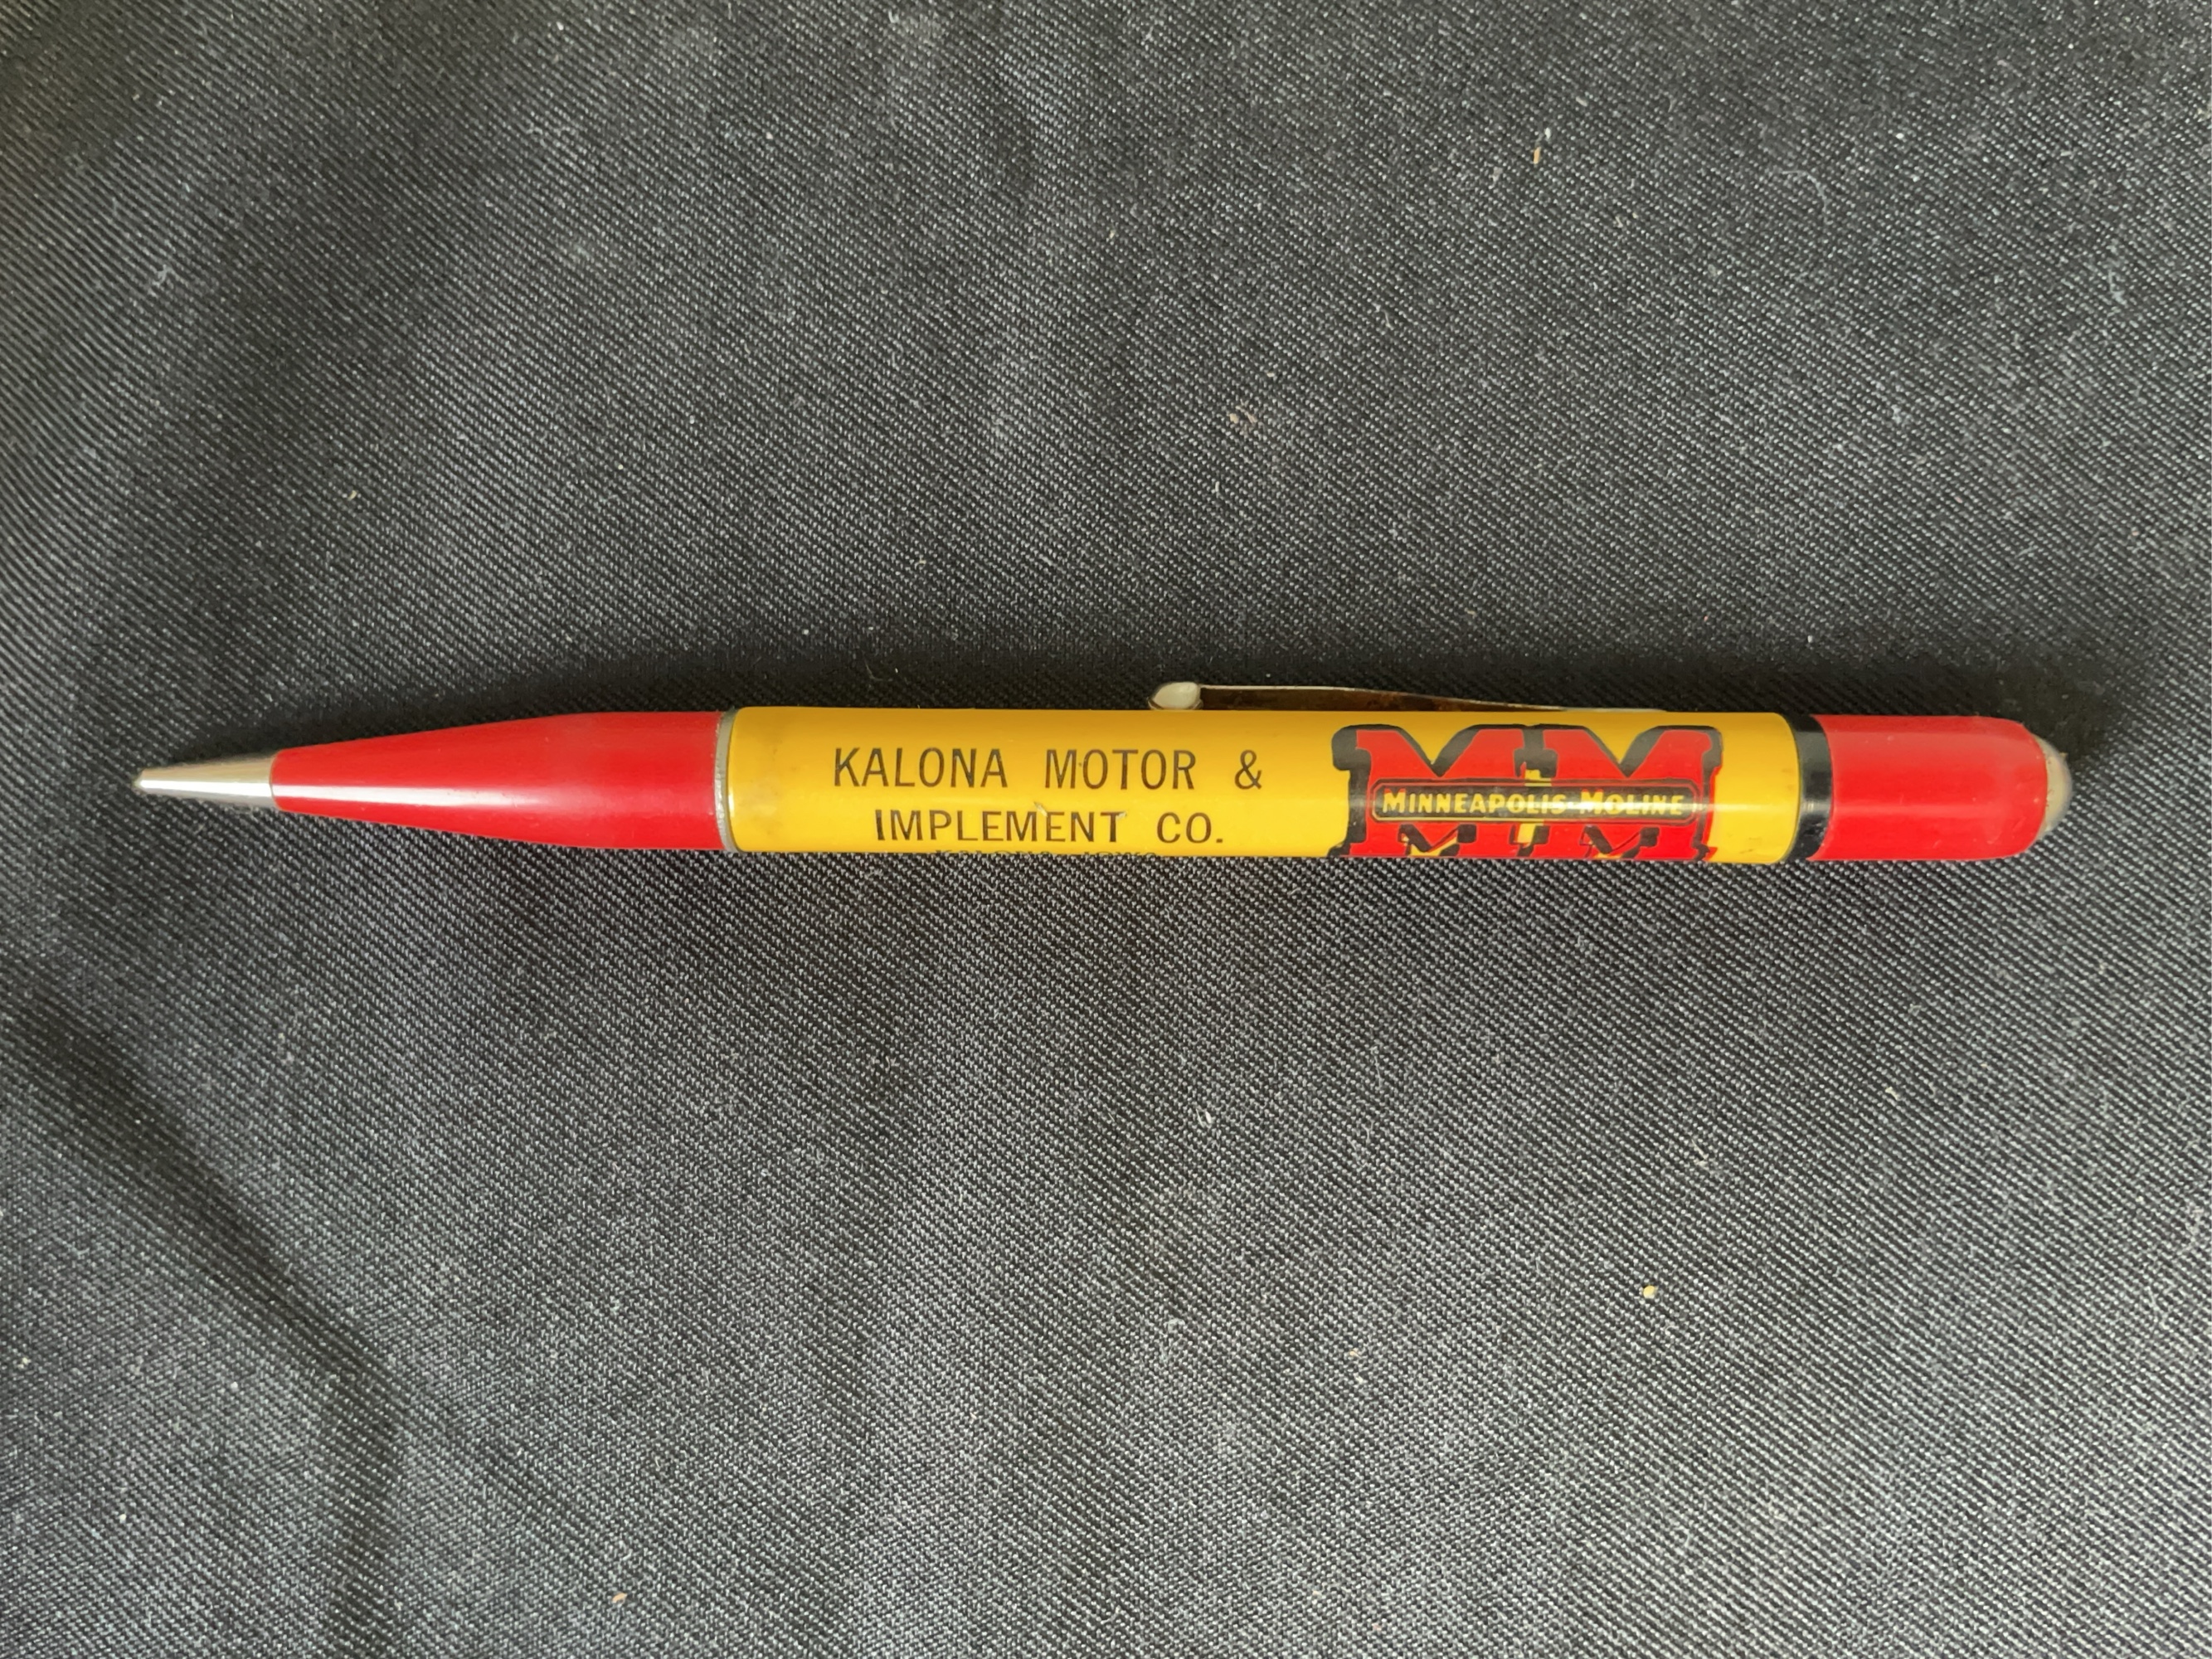 KALONA MOTOR &
IMPLEMENT CO.
MM
MINNEAPOLIS-MOLINE